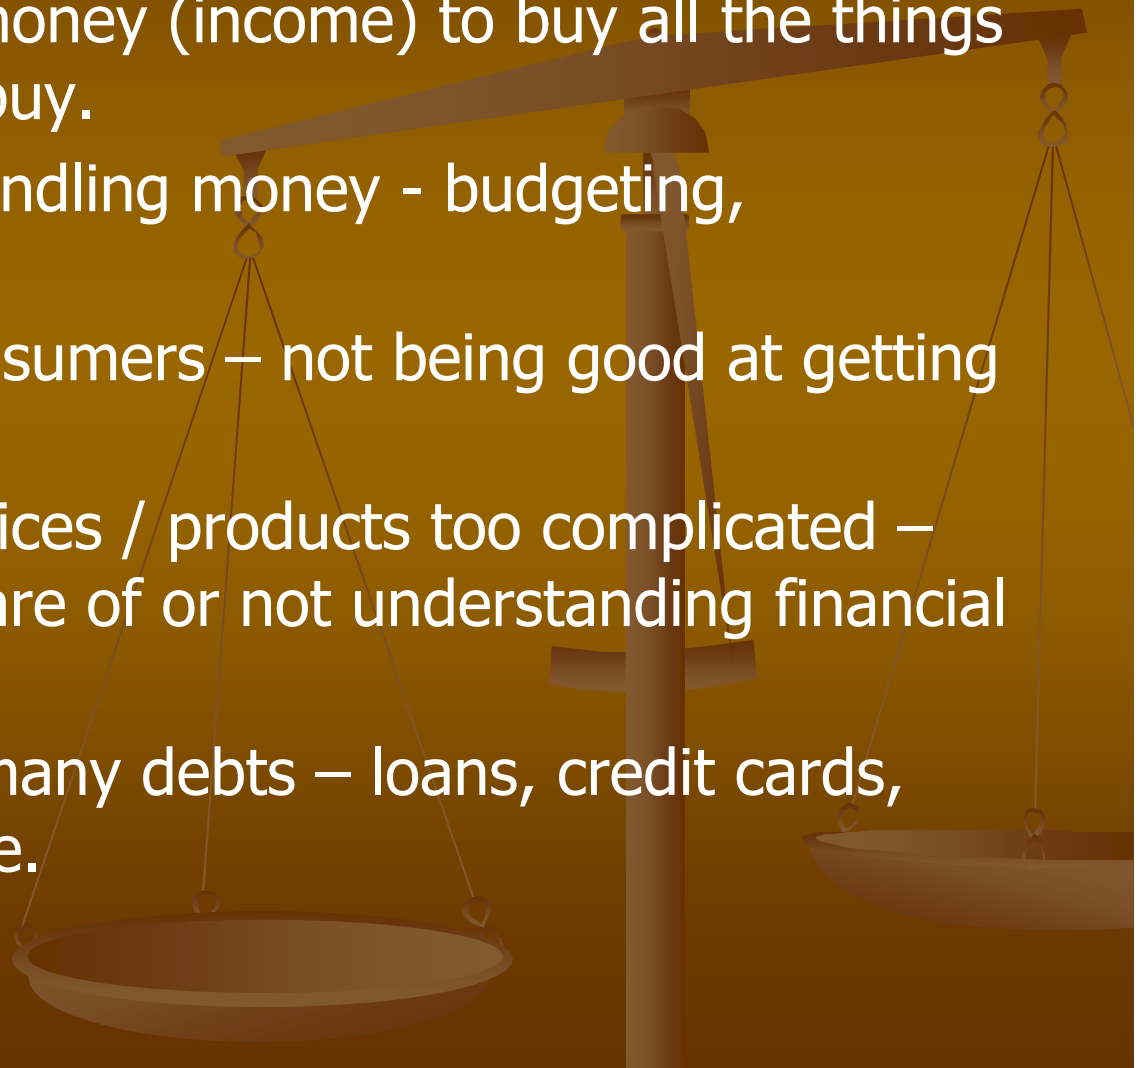 money (income) to buy all the things
buy.
ndling money - budgeting,
sumers – not being good at getting
ices / products too complicated –
are of or not understanding financial
many debts – loans, credit cards,
e.